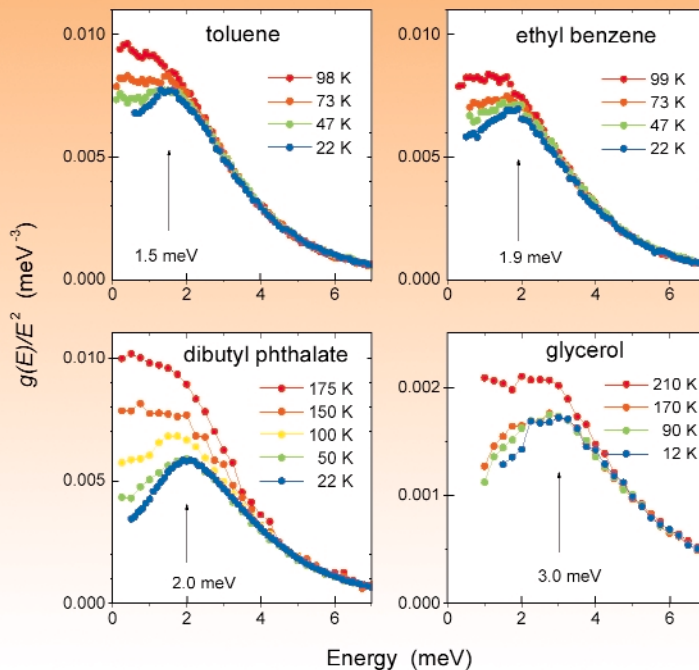 toluene
98 K
73 K
47 K
22 K
1.5 meV
0.010
0.005
0.000
0 2 4 6
ethyl benzene
99 K
73 K
47 K
22 K
1.9 meV
0.010
0.005
0.000
0 2 4 6
g(E)/E² (meV⁻³)
dibutyl phthalate
175 K
150 K
100 K
50 K
22 K
2.0 meV
0.010
0.005
0.000
0 2 4 6
glycerol
210 K
170 K
90 K
12 K
3.0 meV
0.002
0.001
0.000
0 2 4 6
Energy (meV)